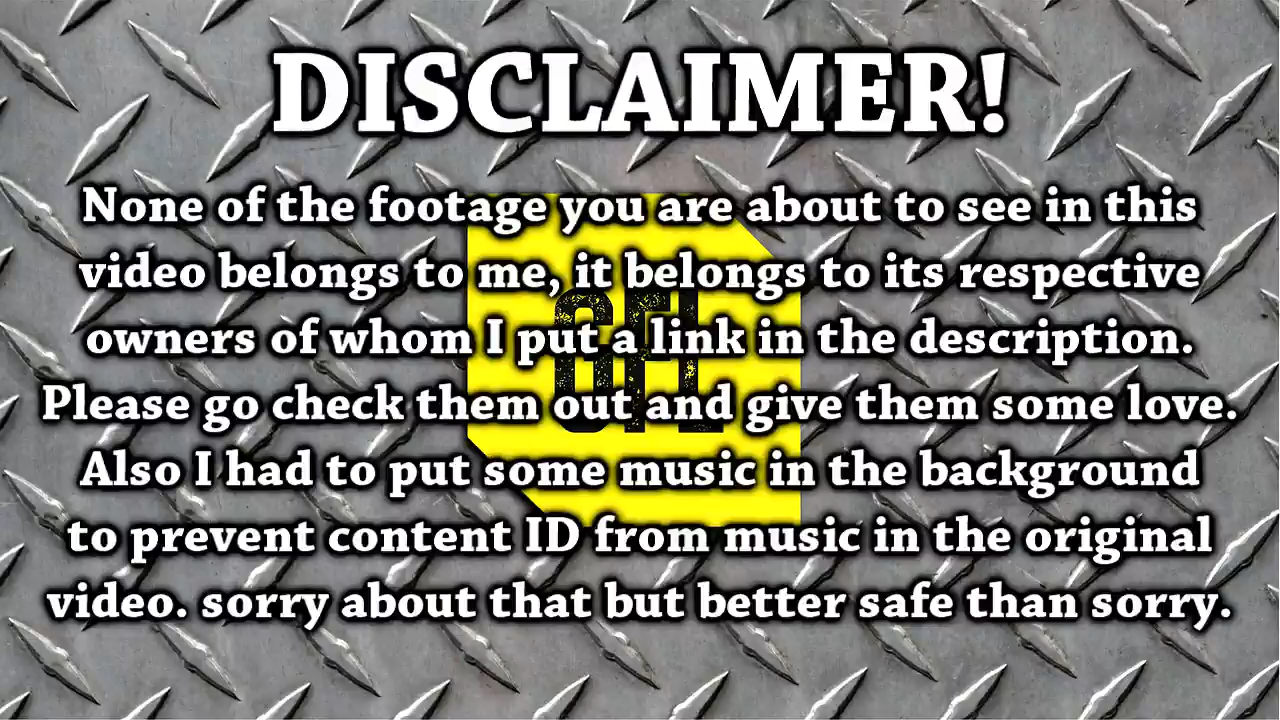 DISCLAIMER!
None of the footage you are about to see in this
video belongs to me, it belongs to its respective
owners of whom I put a link in the description.
Please go check them out and give them some love.
Also I had to put some music in the background
to prevent content ID from music in the original
video. sorry about that but better safe than sorry.